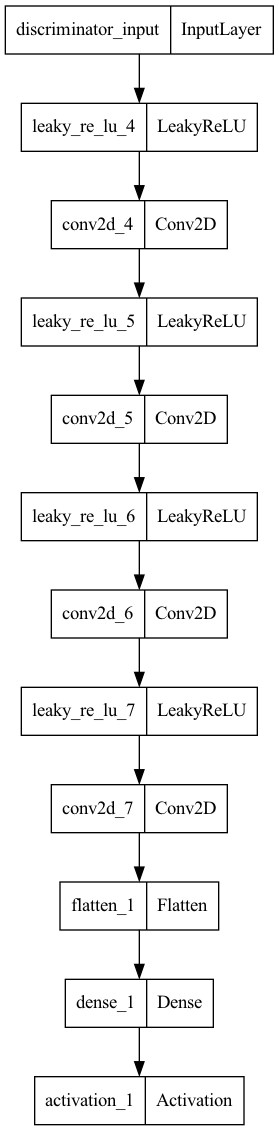 discriminator_input InputLayer
leaky_re_lu_4 LeakyReLU
conv2d_4 Conv2D
leaky_re_lu_5 LeakyReLU
conv2d_5 Conv2D
leaky_re_lu_6 LeakyReLU
conv2d_6 Conv2D
leaky_re_lu_7 LeakyReLU
conv2d_7 Conv2D
flatten_1 Flatten
dense_1 Dense
activation_1 Activation